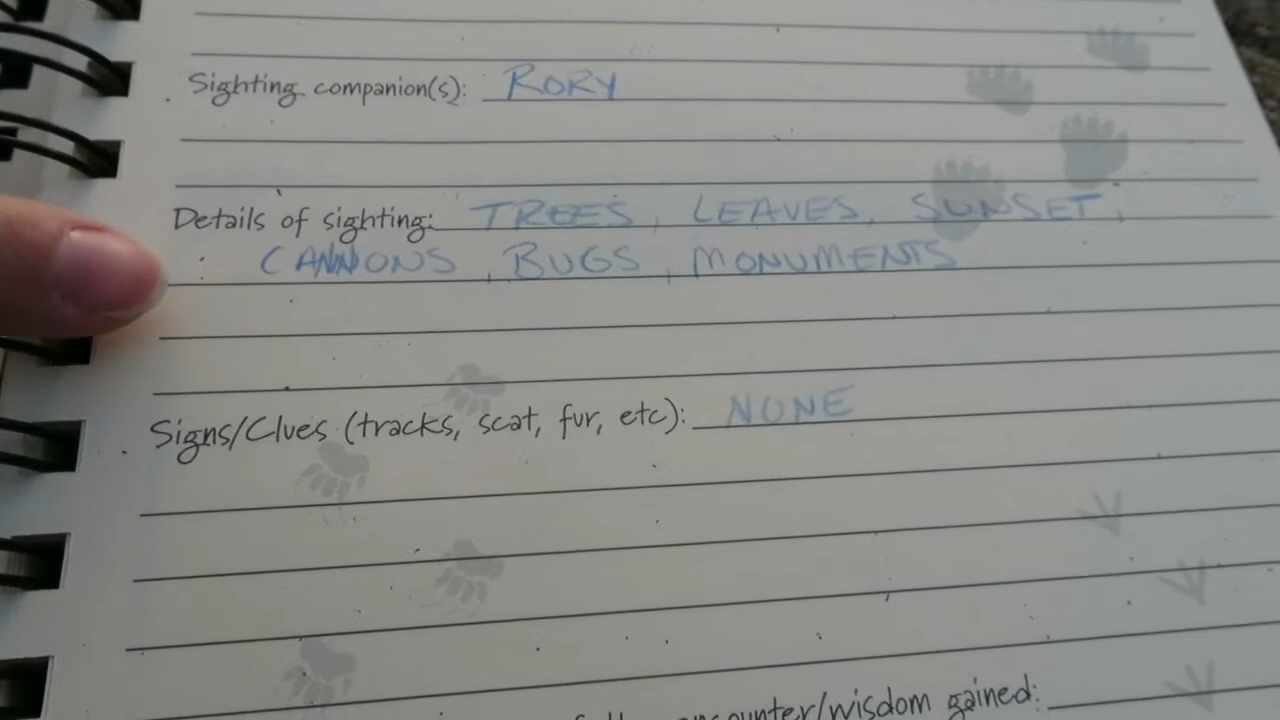 Sighting companion(s): RORY
Details of sighting: TREES, LEAVES, SUNSET,
CANNONS, BUGS, MONUMENTS
Signs/Clues (tracks, scat, fur, etc): NONE
encounter/wisdom gained: